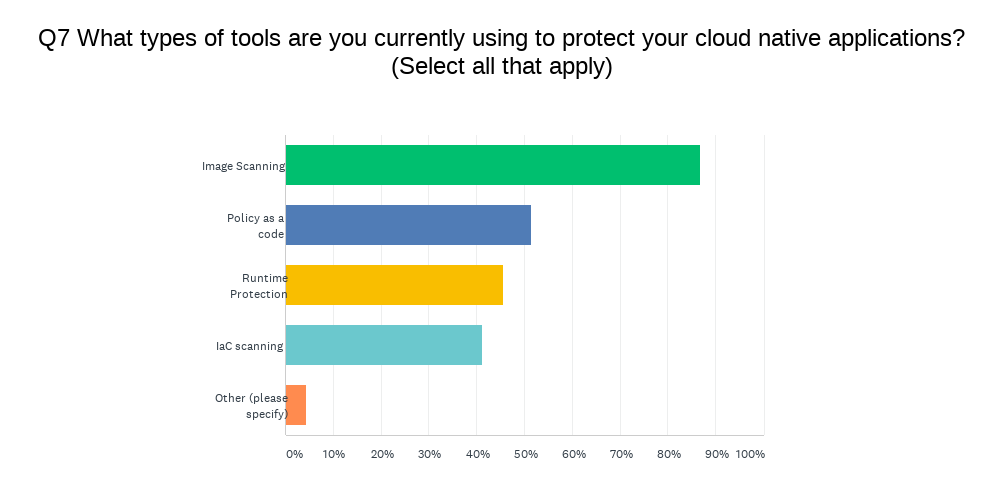 Q7 What types of tools are you currently using to protect your cloud native applications?
(Select all that apply)
Image Scanning
Policy as a
code
Runtime
Protection
IaC scanning
Other (please
specify)
0% 10% 20% 30% 40% 50% 60% 70% 80% 90% 100%